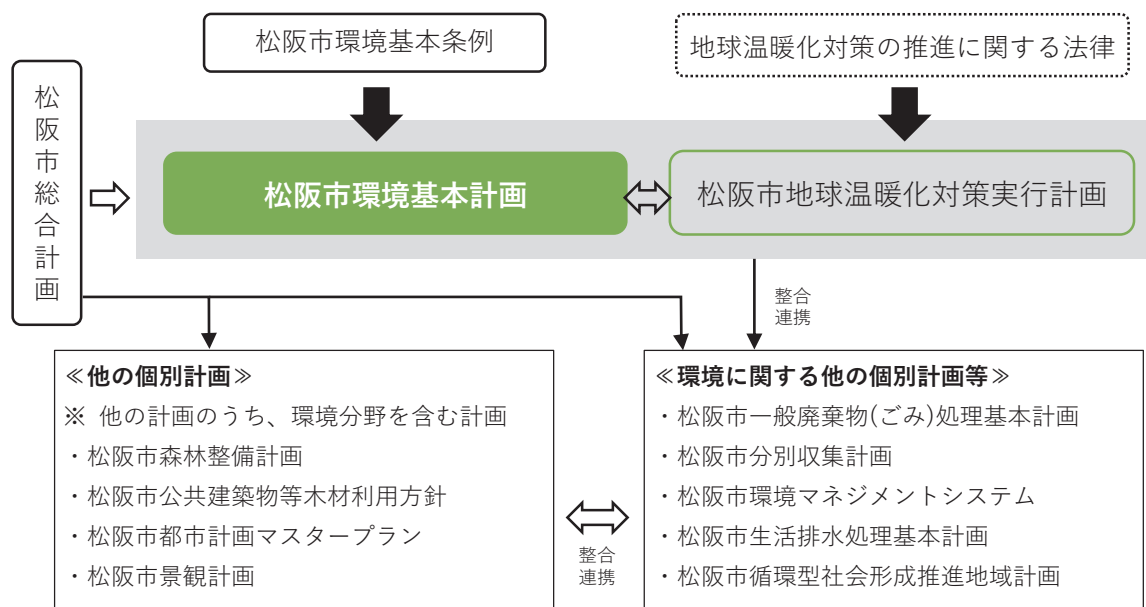 松阪市環境基本条例
地球温暖化対策の推進に関する法律
松阪市総合計画
松阪市環境基本計画
松阪市地球温暖化対策実行計画
整合
連携
≪他の個別計画≫
※ 他の計画のうち、環境分野を含む計画
・松阪市森林整備計画
・松阪市公共建築物等木材利用方針
・松阪市都市計画マスタープラン
・松阪市景観計画
整合
連携
≪環境に関する他の個別計画等≫
・松阪市一般廃棄物(ごみ)処理基本計画
・松阪市分別収集計画
・松阪市環境マネジメントシステム
・松阪市生活排水処理基本計画
・松阪市循環型社会形成推進地域計画